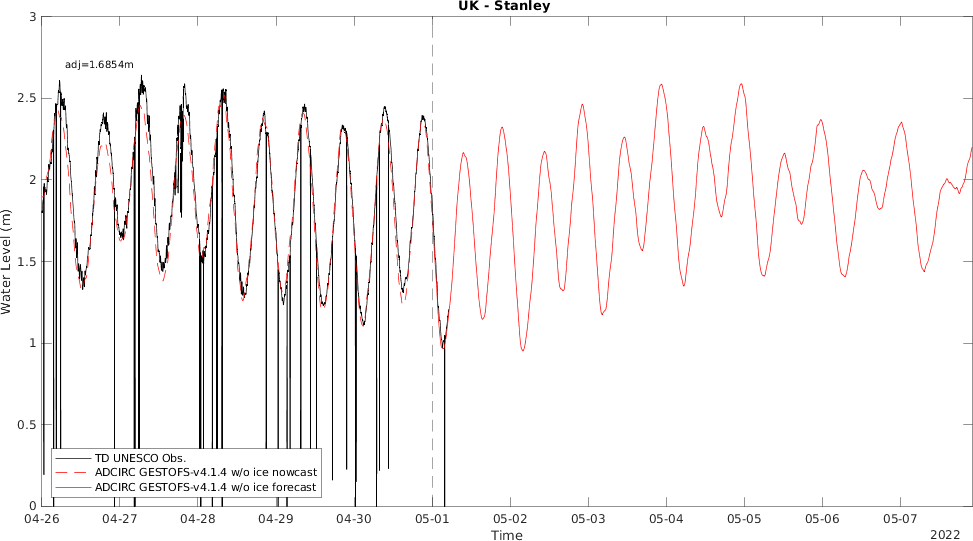 UK - Stanley
adj=1.6854m
3
2.5
2
1.5
1
0.5
0
Water Level (m)
TD UNESCO Obs.
ADCIRC GESTOFS-v4.1.4 w/o ice nowcast
ADCIRC GESTOFS-v4.1.4 w/o ice forecast
04-26 04-27 04-28 04-29 04-30 05-01 05-02 05-03 05-04 05-05 05-06 05-07
Time
2022